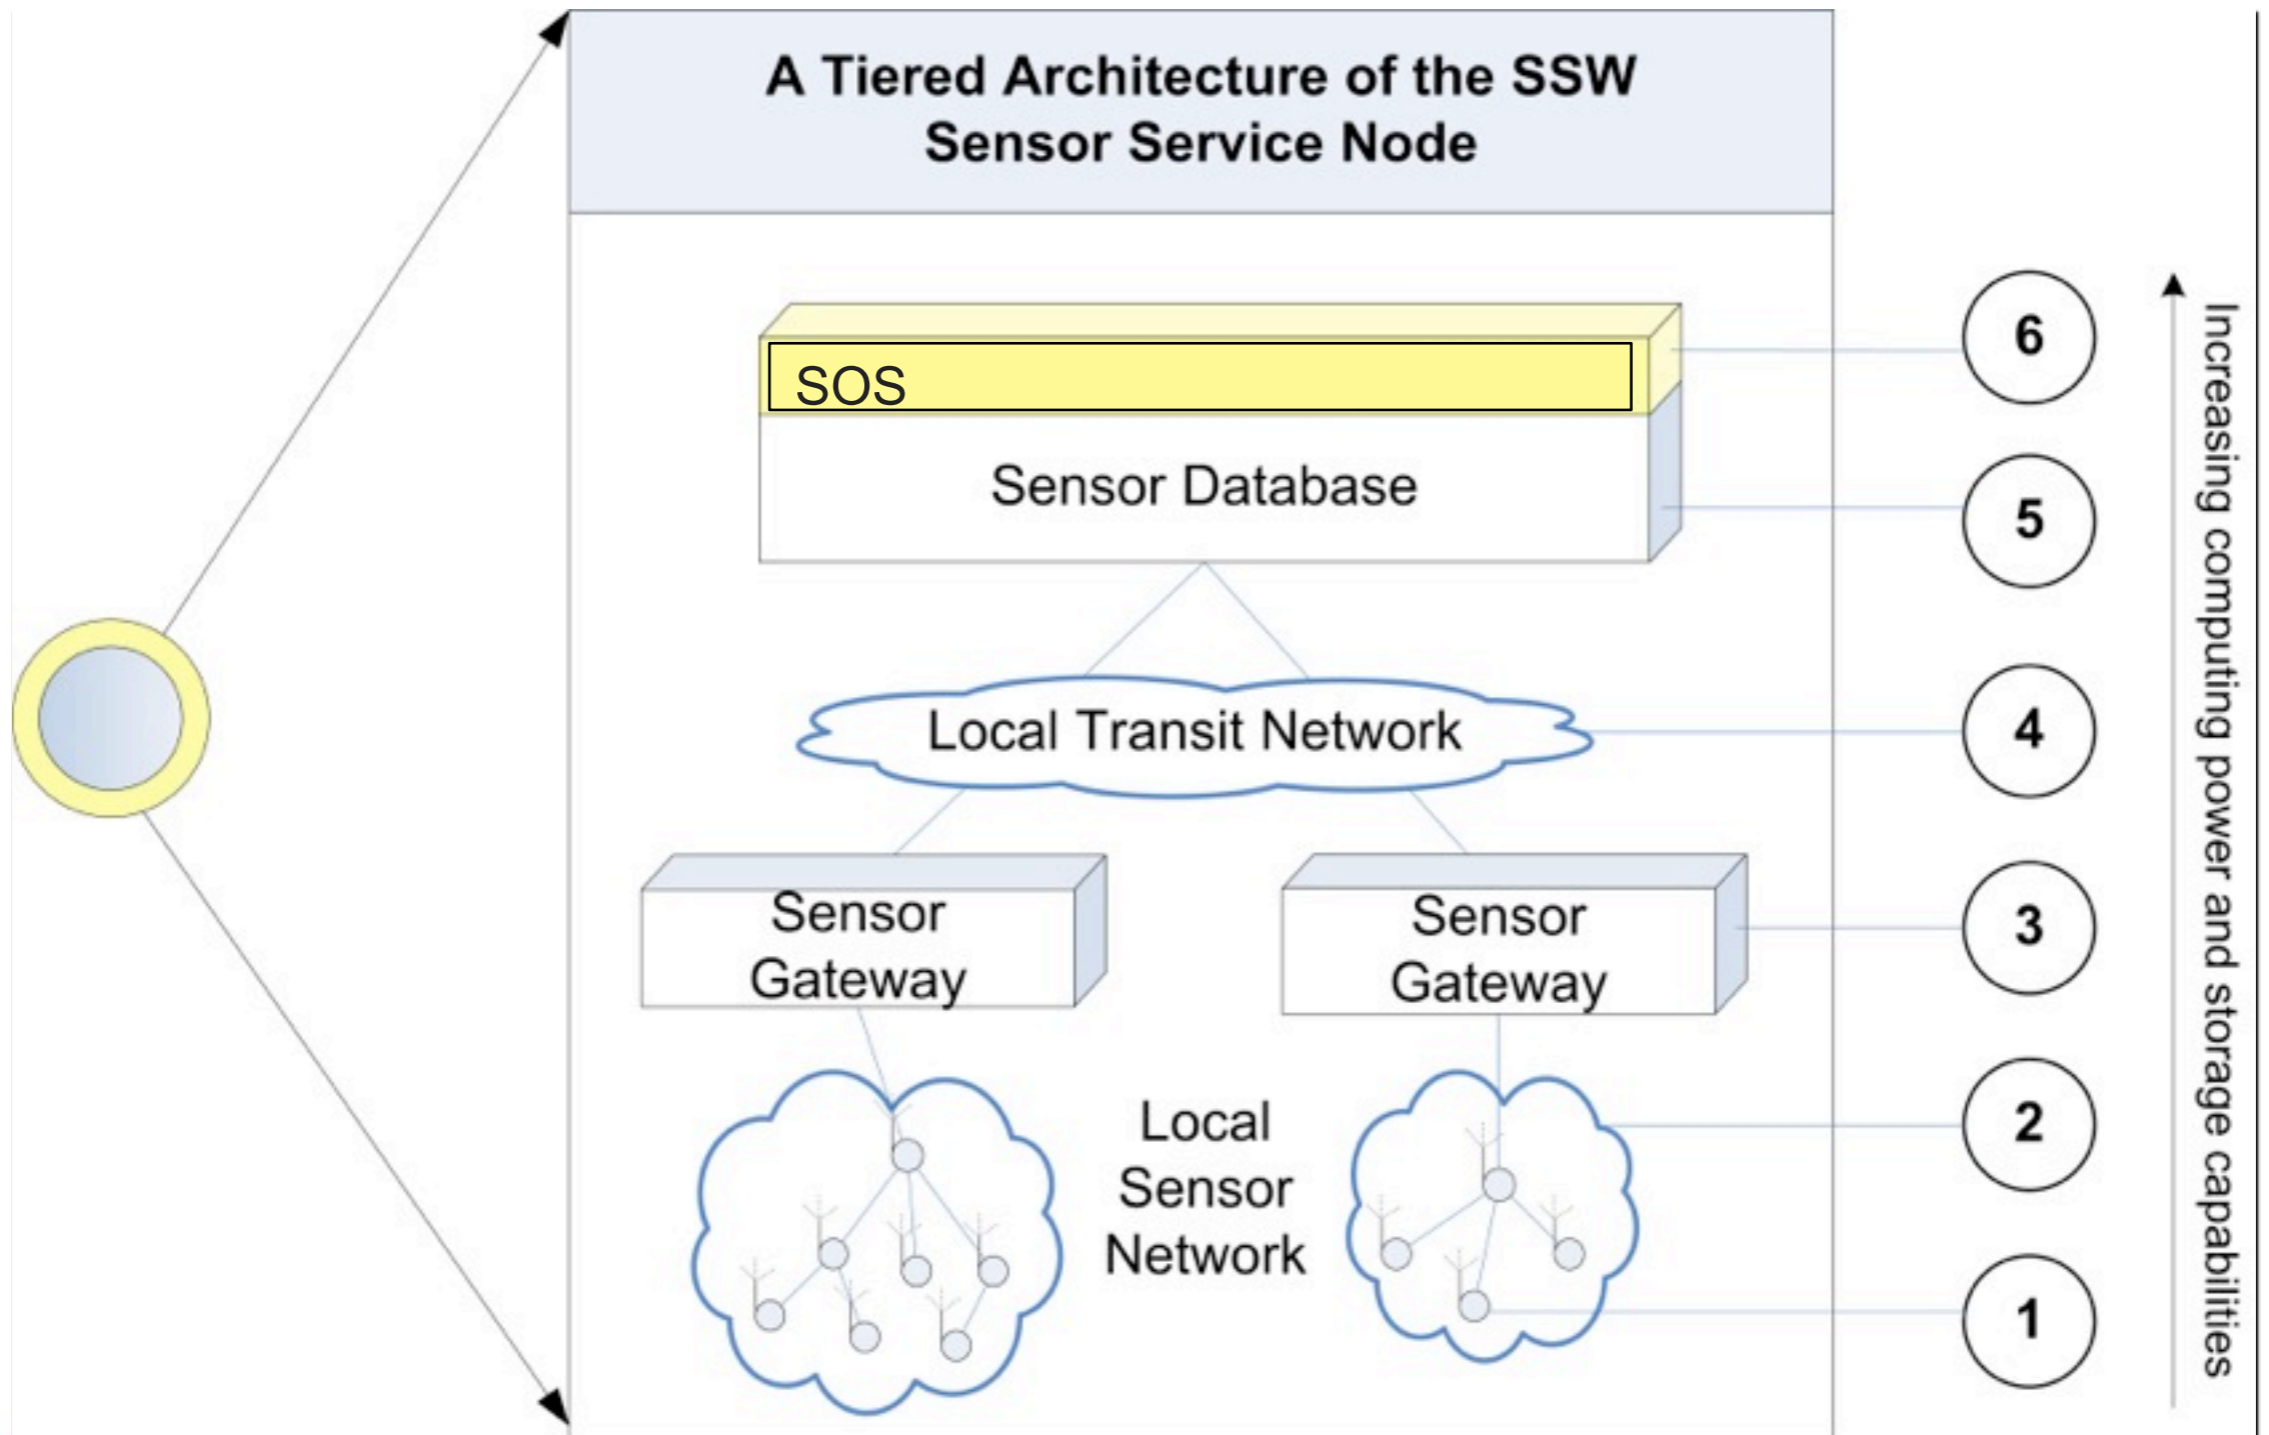 A Tiered Architecture of the SSW
Sensor Service Node
SOS
Sensor Database
Local Transit Network
Sensor
Gateway
Sensor
Gateway
Local
Sensor
Network
6
5
4
3
2
1
Increasing computing power and storage capabilities